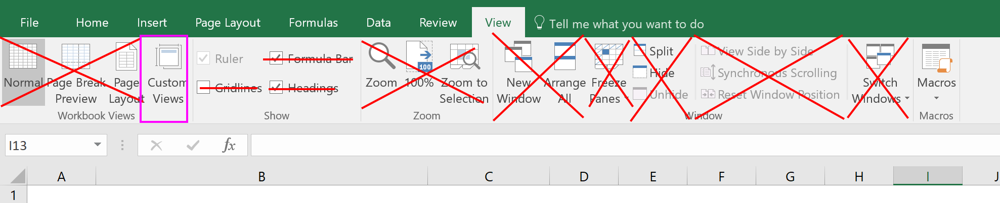 File Home Insert Page Layout Formulas Data Review View Tell me what you want to do
Normal Page Break Preview Page Layout Custom Views
Workbook Views
Ruler Formula Bar
Gridlines Headings
Show
Zoom 100% Zoom to Selection
100
Zoom
New Window Arrange All Freeze Panes
Split
Hide
Unhide
View Side by Side
Synchronous Scrolling
Reset Window Position
Switch Windows
Window
Macros
Macros
I13 fx
A B C D E F G H I J
1